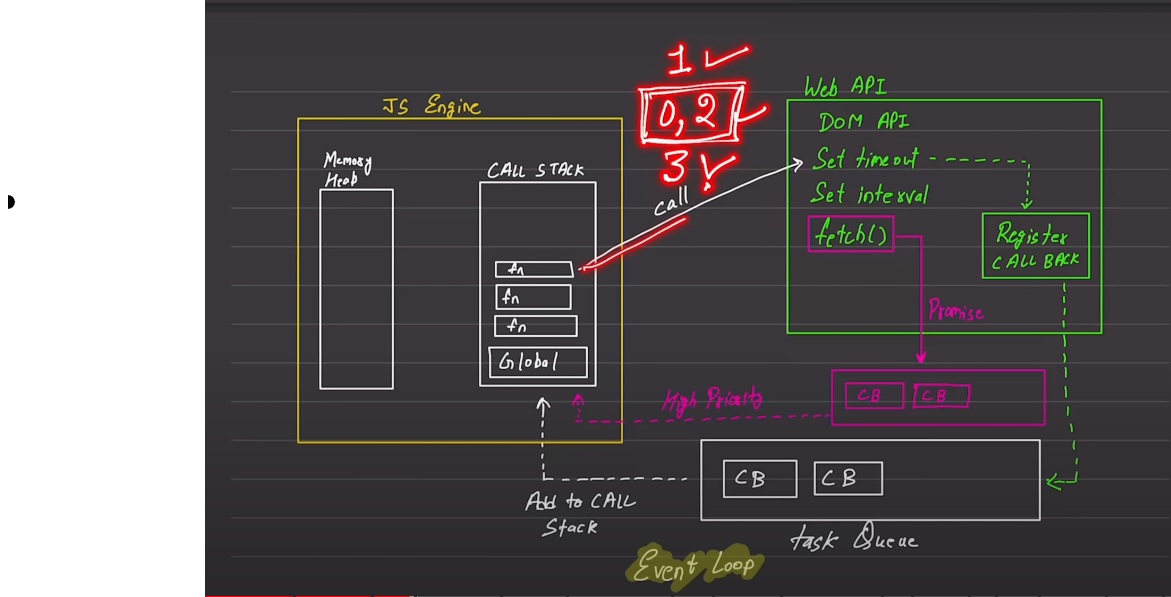 1
0, 2
3
JS Engine
Memory
Heab
CALL STACK
fn
fn
fn
Global
call
Web API
DOM API
Set timeout
Set interval
fetch()
Register
CALL BACK
Promise
CB CB
High Priority
CB CB
Add to CALL
Stack
task Queue
Event Loop